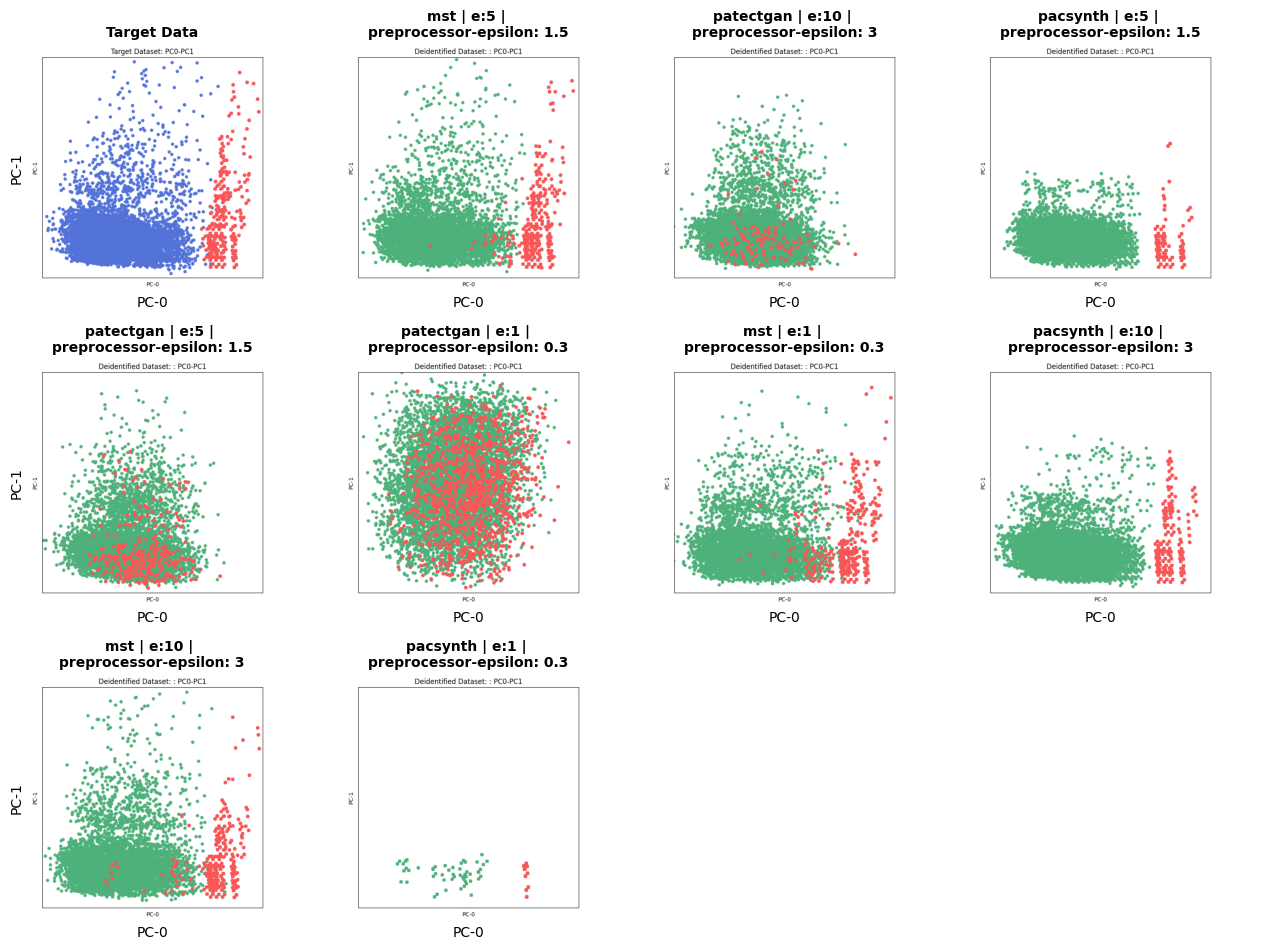 Target Data
Target Dataset: PC0-PC1
PC-1
PC-1
PC-0
PC-0
mst | e:5 |
preprocessor-epsilon: 1.5
Deidentified Dataset: : PC0-PC1
PC-1
PC-0
PC-0
patectgan | e:10 |
preprocessor-epsilon: 3
Deidentified Dataset: : PC0-PC1
PC-1
PC-0
PC-0
pacsynth | e:5 |
preprocessor-epsilon: 1.5
Deidentified Dataset: : PC0-PC1
PC-1
PC-0
PC-0
patectgan | e:5 |
preprocessor-epsilon: 1.5
Deidentified Dataset: : PC0-PC1
PC-1
PC-1
PC-0
PC-0
patectgan | e:1 |
preprocessor-epsilon: 0.3
Deidentified Dataset: : PC0-PC1
PC-1
PC-0
PC-0
mst | e:1 |
preprocessor-epsilon: 0.3
Deidentified Dataset: : PC0-PC1
PC-1
PC-0
PC-0
pacsynth | e:10 |
preprocessor-epsilon: 3
Deidentified Dataset: : PC0-PC1
PC-1
PC-0
PC-0
mst | e:10 |
preprocessor-epsilon: 3
Deidentified Dataset: : PC0-PC1
PC-1
PC-1
PC-0
PC-0
pacsynth | e:1 |
preprocessor-epsilon: 0.3
Deidentified Dataset: : PC0-PC1
PC-1
PC-0
PC-0